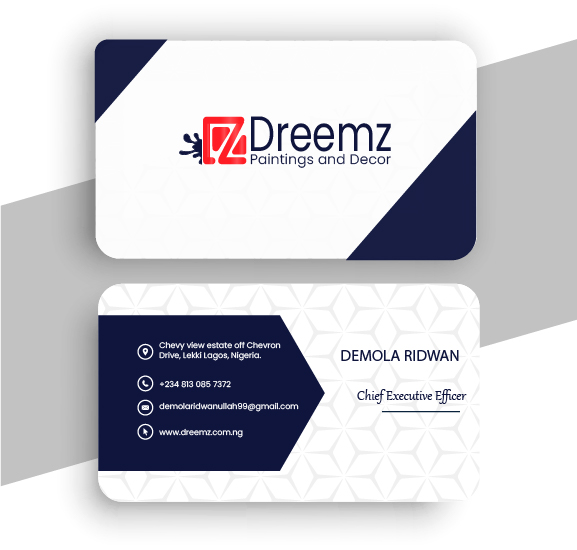 Dreemz
Paintings and Decor
Chevy view estate off Chevron
Drive, Lekki Lagos, Nigeria.
+234 813 085 7372
demolaridwanullah99@gmail.com
www.dreemz.com.ng
DEMOLA RIDWAN
Chief Executive Efficer